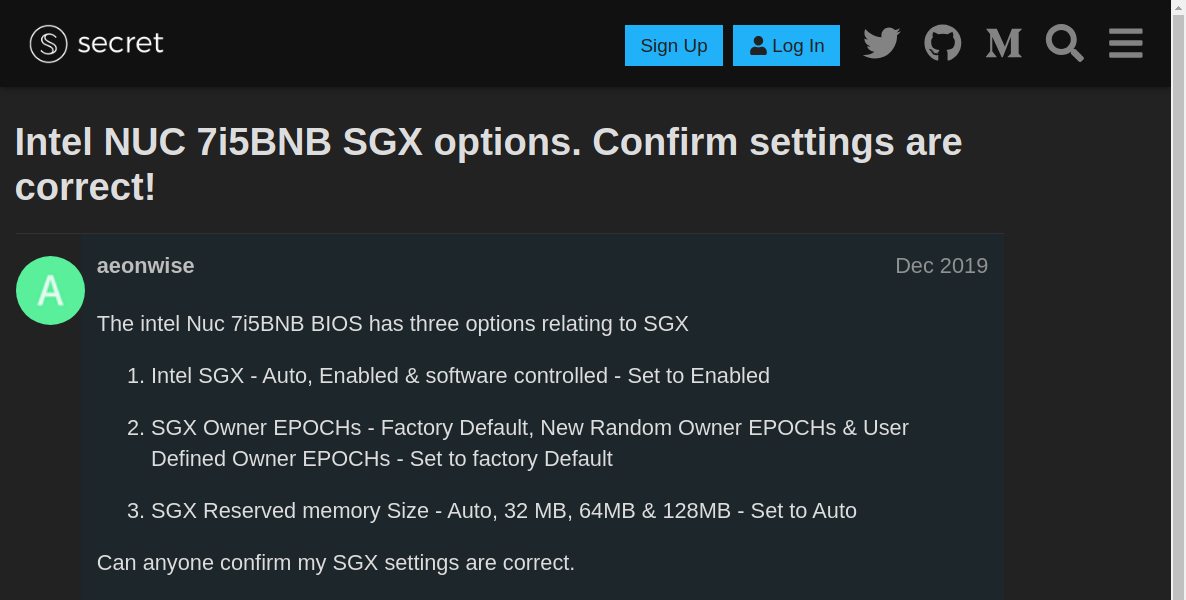 secret
Sign Up
Log In
Intel NUC 7i5BNB SGX options. Confirm settings are
correct!
A
aeonwise
Dec 2019
The intel Nuc 7i5BNB BIOS has three options relating to SGX
1. Intel SGX - Auto, Enabled & software controlled - Set to Enabled
2. SGX Owner EPOCHs - Factory Default, New Random Owner EPOCHs & User
Defined Owner EPOCHs - Set to factory Default
3. SGX Reserved memory Size - Auto, 32 MB, 64MB & 128MB - Set to Auto
Can anyone confirm my SGX settings are correct.